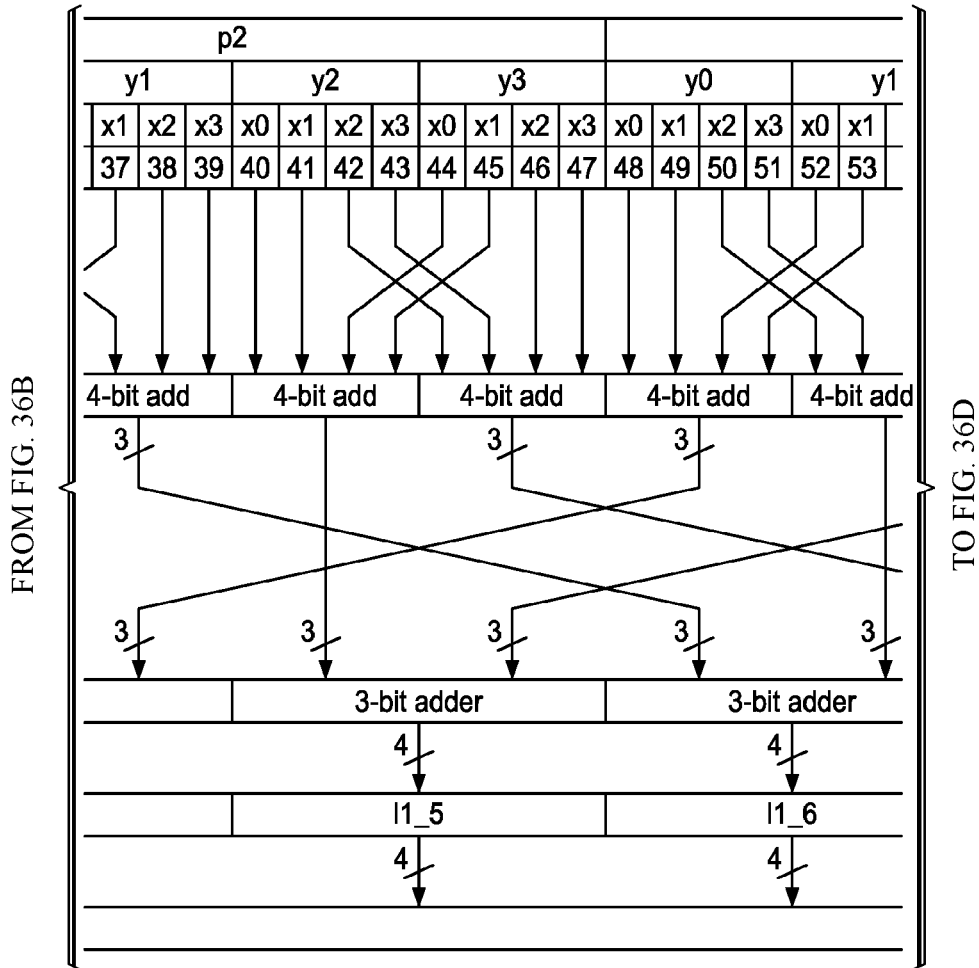 p2
y1 y2 y3 y0 y1
x1 x2 x3 x0 x1 x2 x3 x0 x1 x2 x3 x0 x1 x2 x3 x0 x1
37 38 39 40 41 42 43 44 45 46 47 48 49 50 51 52 53
4-bit add 4-bit add 4-bit add 4-bit add 4-bit add
3 3 3
FROM FIG. 36B
TO FIG. 36D
3 3 3 3 3
3-bit adder 3-bit adder
4 4
l1_5 l1_6
4 4